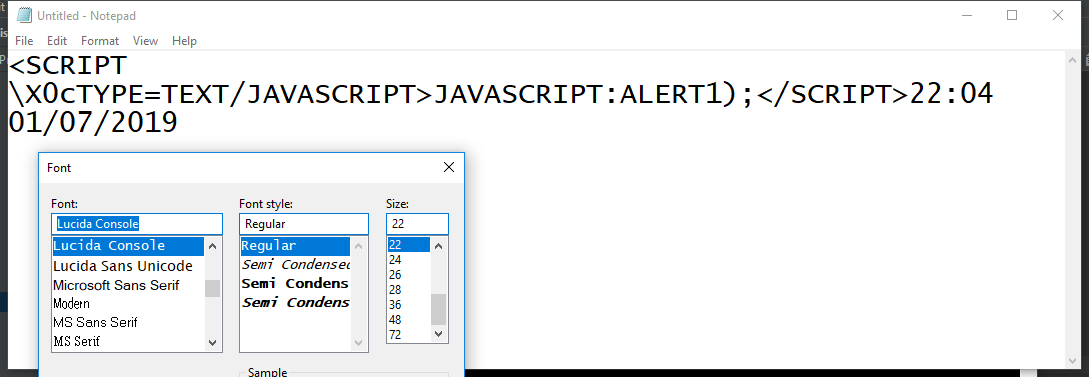 Untitled - Notepad
File Edit Format View Help
<SCRIPT
\X0cTYPE=TEXT/JAVASCRIPT>JAVASCRIPT:ALERT1);</SCRIPT>22:04
01/07/2019
Font
Font: Font style: Size:
Lucida Console Regular 22
Lucida Console Regular 22
Lucida Sans Unicode Semi Condensed 24
Microsoft Sans Serif Semi Condens 26
Modern Semi Condens 28
MS Sans Serif 36
MS Serif 48
72
Sample